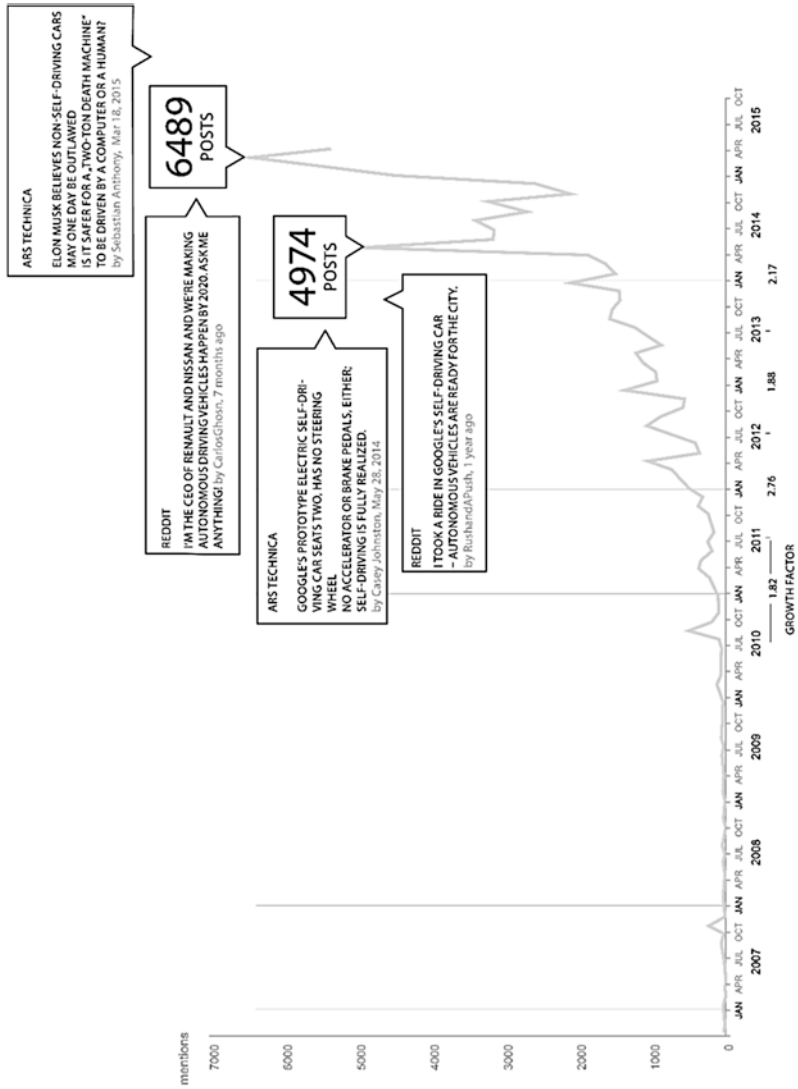 ARS TECHNICA
ELON MUSK BELIEVES NON-SELF-DRIVING CARS
MAY ONE DAY BE OUTLAWED
IS IT SAFER FOR A „TWO-TON DEATH MACHINE"
TO BE DRIVEN BY A COMPUTER OR A HUMAN?
by Sebastian Anthony, Mar 18, 2015
6489
POSTS
REDDIT
I'M THE CEO OF RENAULT AND NISSAN AND WE'RE MAKING
AUTONOMOUS DRIVING VEHICLES HAPPEN BY 2020. ASK ME
ANYTHING! by CarlosGhosn, 7 months ago
4974
POSTS
ARS TECHNICA
GOOGLE'S PROTOTYPE ELECTRIC SELF-DRI-
VING CAR SEATS TWO, HAS NO STEERING
WHEEL
NO ACCELERATOR OR BRAKE PEDALS, EITHER;
SELF-DRIVING IS FULLY REALIZED.
by Casey Johnston, May 28, 2014
REDDIT
I TOOK A RIDE IN GOOGLE'S SELF-DRIVING CAR
– AUTONOMOUS VEHICLES ARE READY FOR THE CITY.
by RushandAPush, 1 year ago
mentions
7000
6000
5000
4000
3000
2000
1000
0
JAN APR JUL OCT JAN APR JUL OCT JAN APR JUL OCT JAN APR JUL OCT JAN APR JUL OCT JAN APR JUL OCT JAN APR JUL OCT JAN APR JUL OCT JAN APR JUL OCT
2007 2008 2009 2010 2011 2012 2013 2014 2015
1.82 2.76 1.88 2.17
GROWTH FACTOR